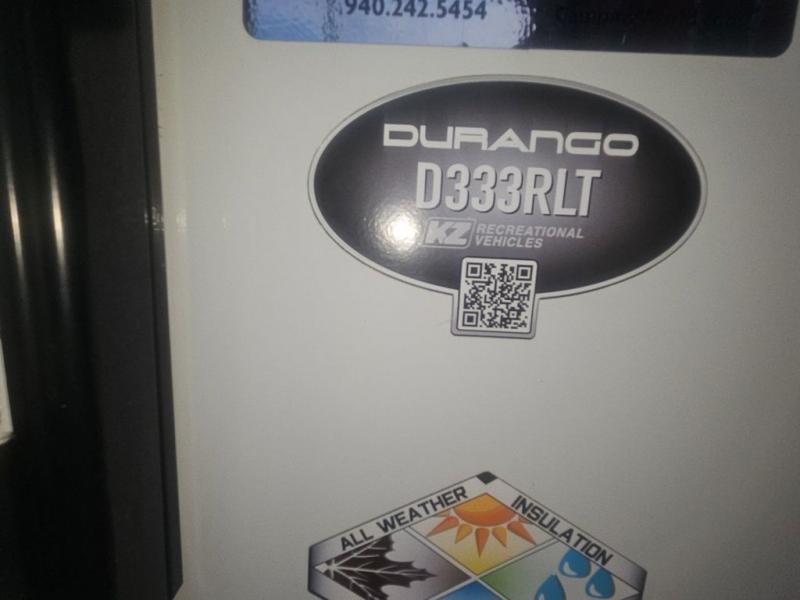 940.242.5454
DURANGO
D333RLT
KZ RECREATIONAL
VEHICLES
ALL WEATHER INSULATION